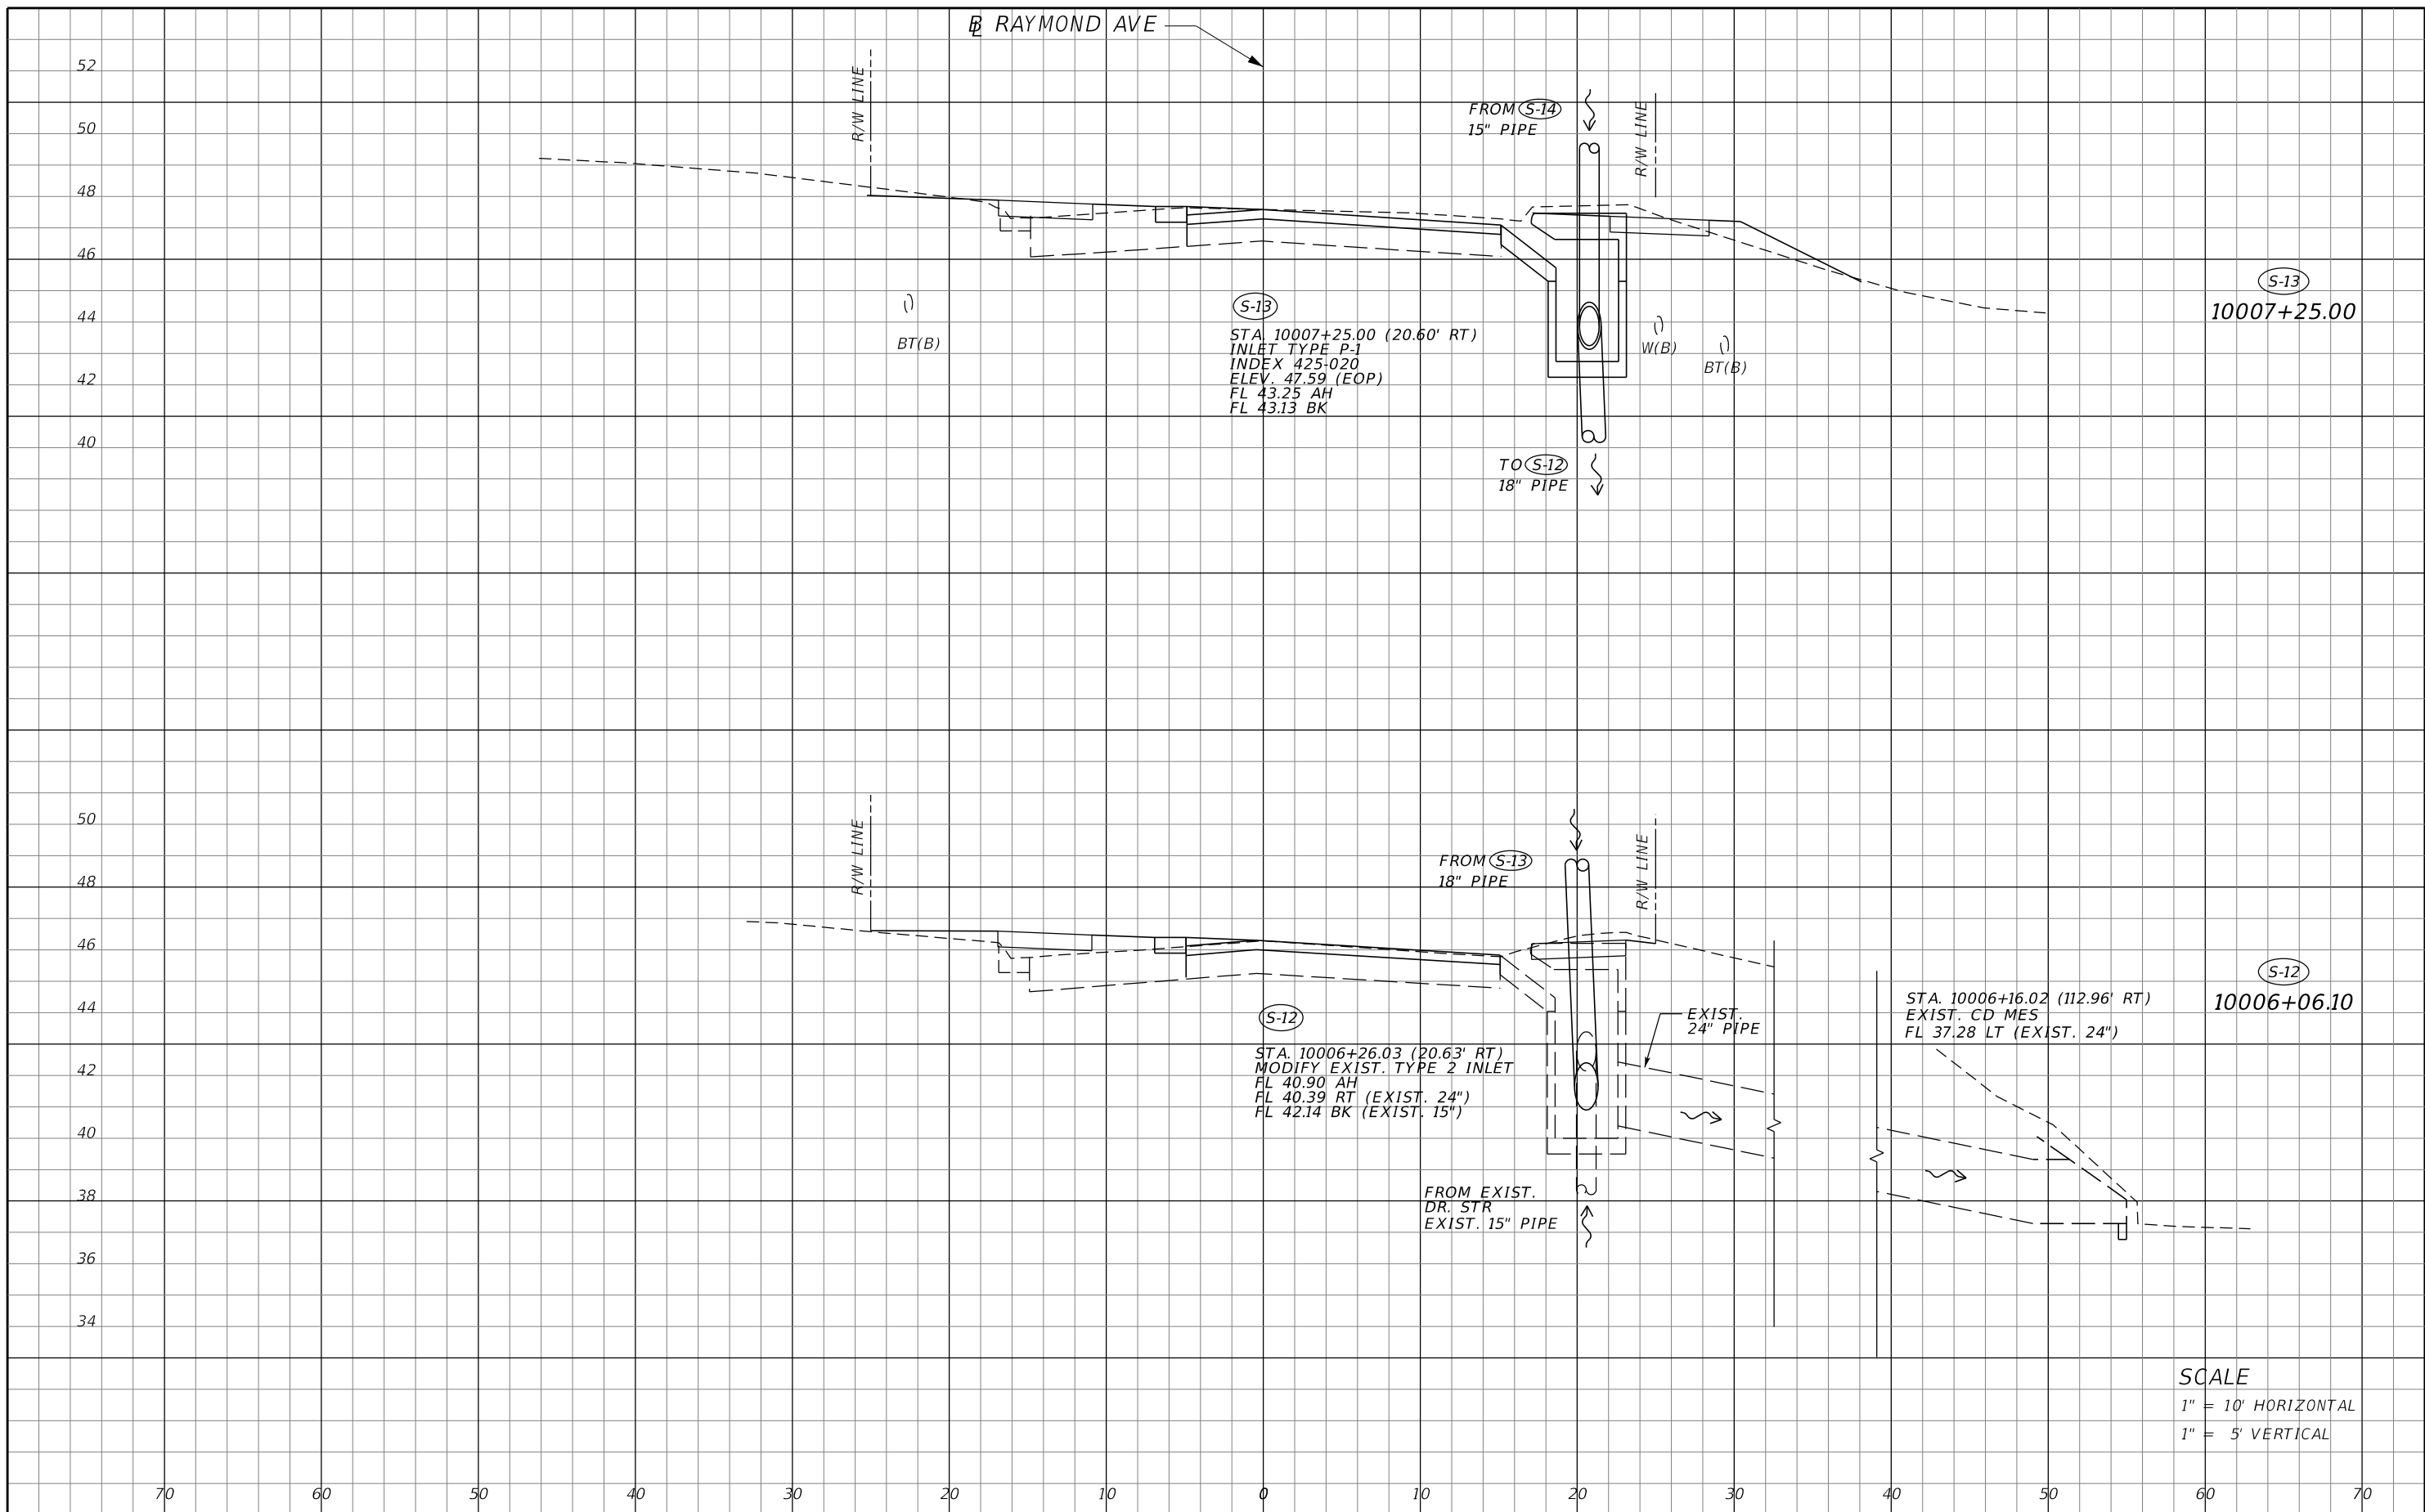 BL RAYMOND AVE
52
50
48
46
44
42
40
R/W LINE
R/W LINE
FROM S-14
15" PIPE
BT(B)
S-13
STA. 10007+25.00 (20.60' RT)
INLET TYPE P-1
INDEX 425-020
ELEV. 47.59 (EOP)
FL 43.25 AH
FL 43.13 BK
W(B)
BT(B)
TO S-12
18" PIPE
S-13
10007+25.00
50
48
46
44
42
40
38
36
34
R/W LINE
R/W LINE
FROM S-13
18" PIPE
S-12
STA. 10006+26.03 (20.63' RT)
MODIFY EXIST. TYPE 2 INLET
FL 40.90 AH
FL 40.39 RT (EXIST. 24")
FL 42.14 BK (EXIST. 15")
EXIST.
24" PIPE
STA. 10006+16.02 (112.96' RT)
EXIST. CD MES
FL 37.28 LT (EXIST. 24")
S-12
10006+06.10
FROM EXIST.
DR. STR
EXIST. 15" PIPE
SCALE
1" = 10' HORIZONTAL
1" = 5' VERTICAL
70 60 50 40 30 20 10 0 10 20 30 40 50 60 70